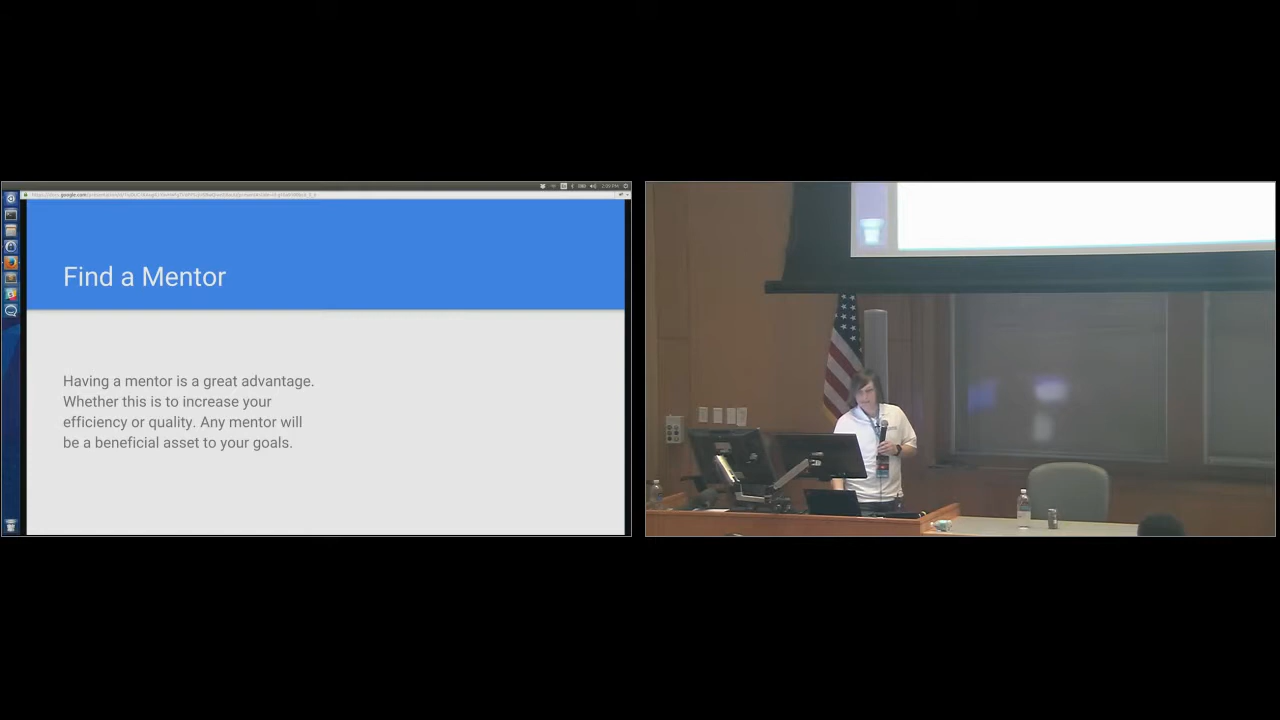 Find a Mentor
Having a mentor is a great advantage.
Whether this is to increase your
efficiency or quality. Any mentor will
be a beneficial asset to your goals.